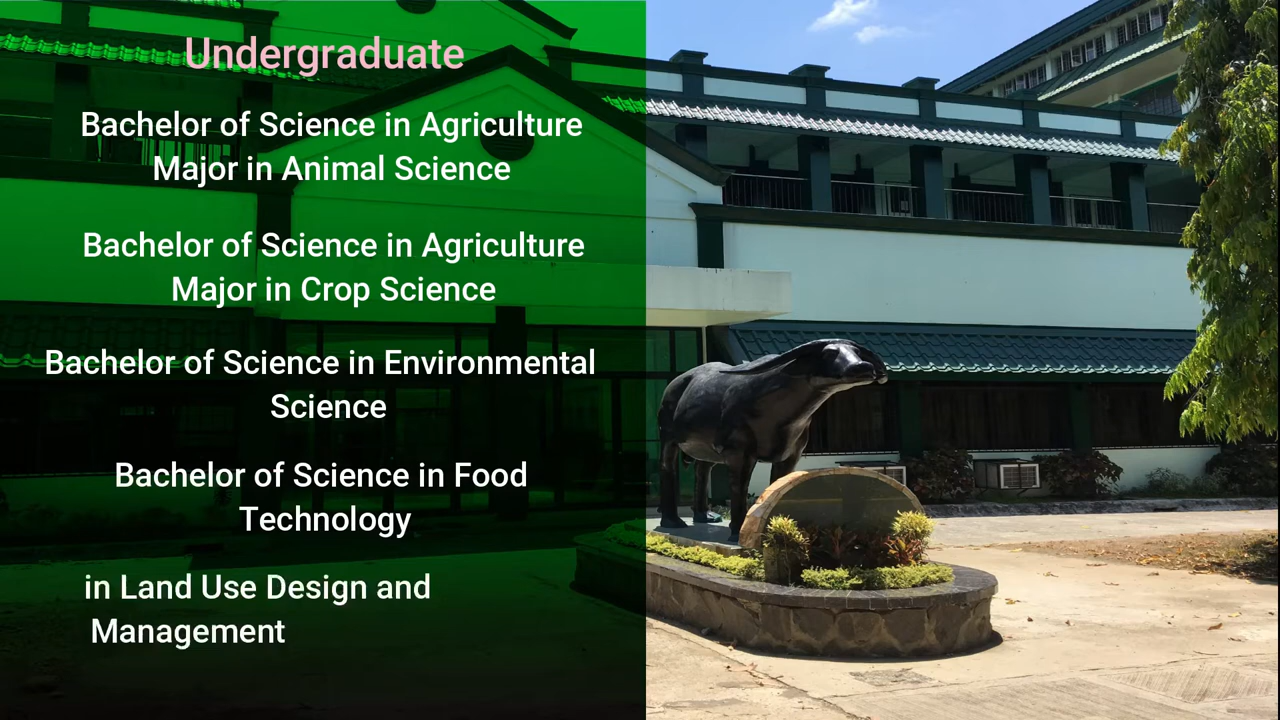 Undergraduate
Bachelor of Science in Agriculture
Major in Animal Science
Bachelor of Science in Agriculture
Major in Crop Science
Bachelor of Science in Environmental
Science
Bachelor of Science in Food
Technology
in Land Use Design and
Management